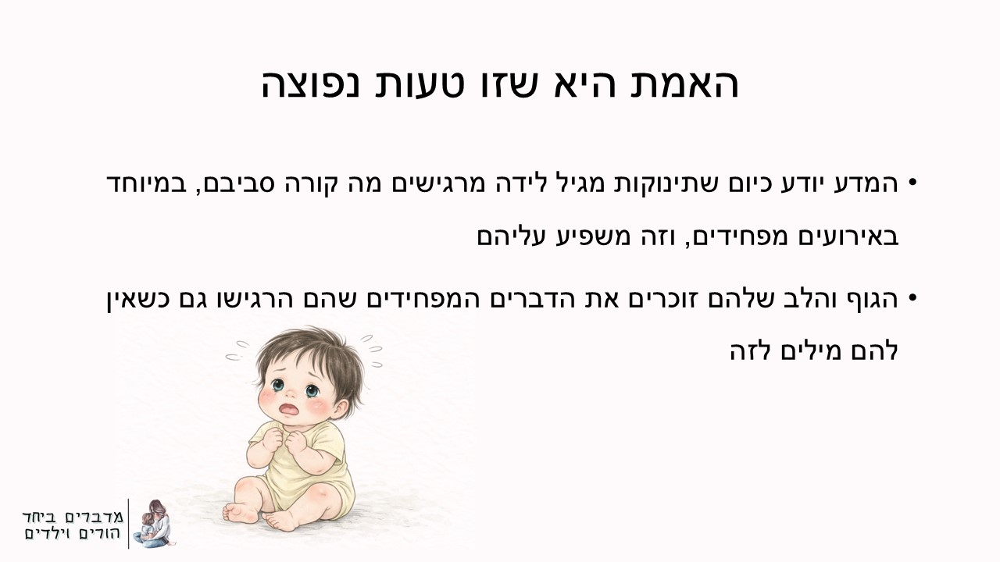 האמת היא שזו טעות נפוצה
• המדע יודע כיום שתינוקות מגיל לידה מרגישים מה קורה סביבם, במיוחד
באירועים מפחידים, וזה משפיע עליהם
• הגוף והלב שלהם זוכרים את הדברים המפחידים שהם הרגישו גם כשאין
להם מילים לזה
מדברים ביחד
הורים וילדים